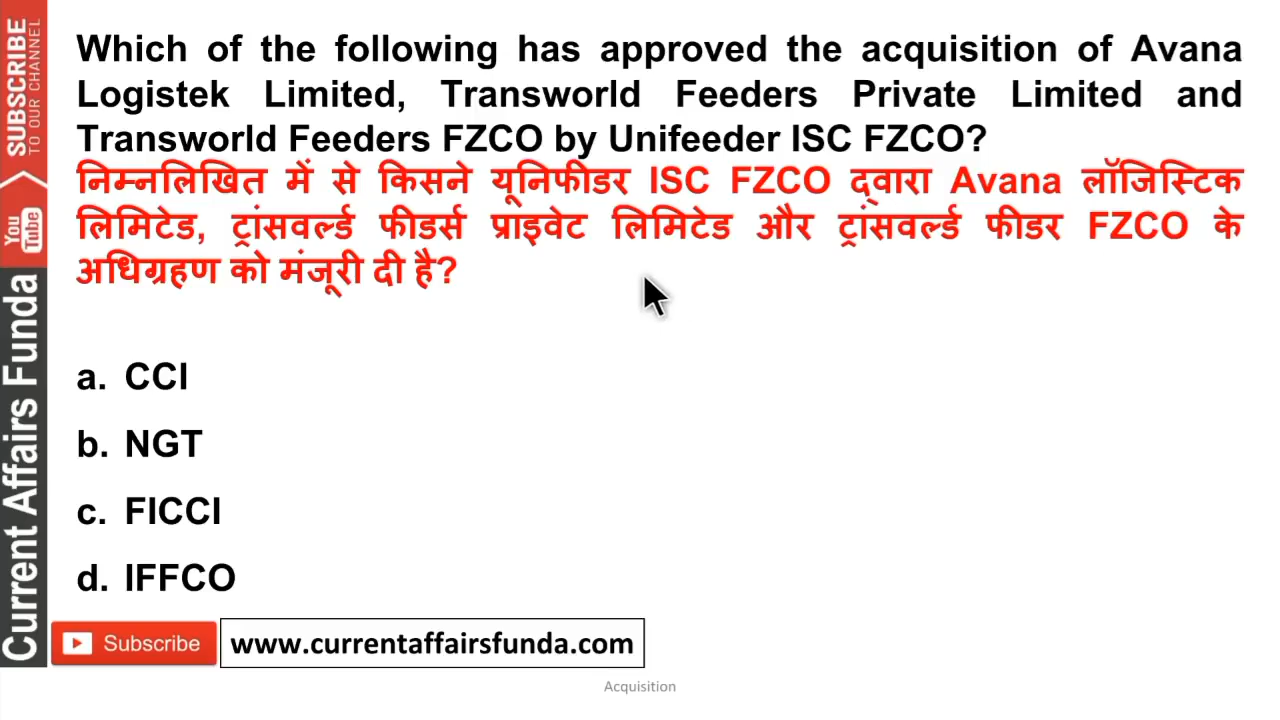 Which of the following has approved the acquisition of Avana
Logistek Limited, Transworld Feeders Private Limited and
Transworld Feeders FZCO by Unifeeder ISC FZCO?
निम्नलिखित में से किसने यूनिफीडर ISC FZCO द्वारा Avana लॉजिस्टिक
लिमिटेड, ट्रांसवर्ल्ड फीडर्स प्राइवेट लिमिटेड और ट्रांसवर्ल्ड फीडर FZCO के
अधिग्रहण को मंजूरी दी है?
a. CCI
b. NGT
c. FICCI
d. IFFCO
SUBSCRIBE
TO OUR CHANNEL
You Tube
Current Affairs Funda
Subscribe
www.currentaffairsfunda.com
Acquisition